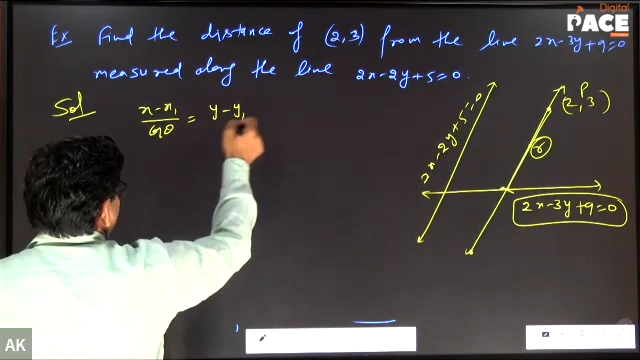 Digital
PACE
Ex Find the distance of (2,3) from the line 2x-3y+9=0
measured along the line 2x-2y+5=0.
Sol
x-x₁/cosθ = y-y₁
2x-2y+5=0
P
(2,3)
r
2x-3y+9=0
AK